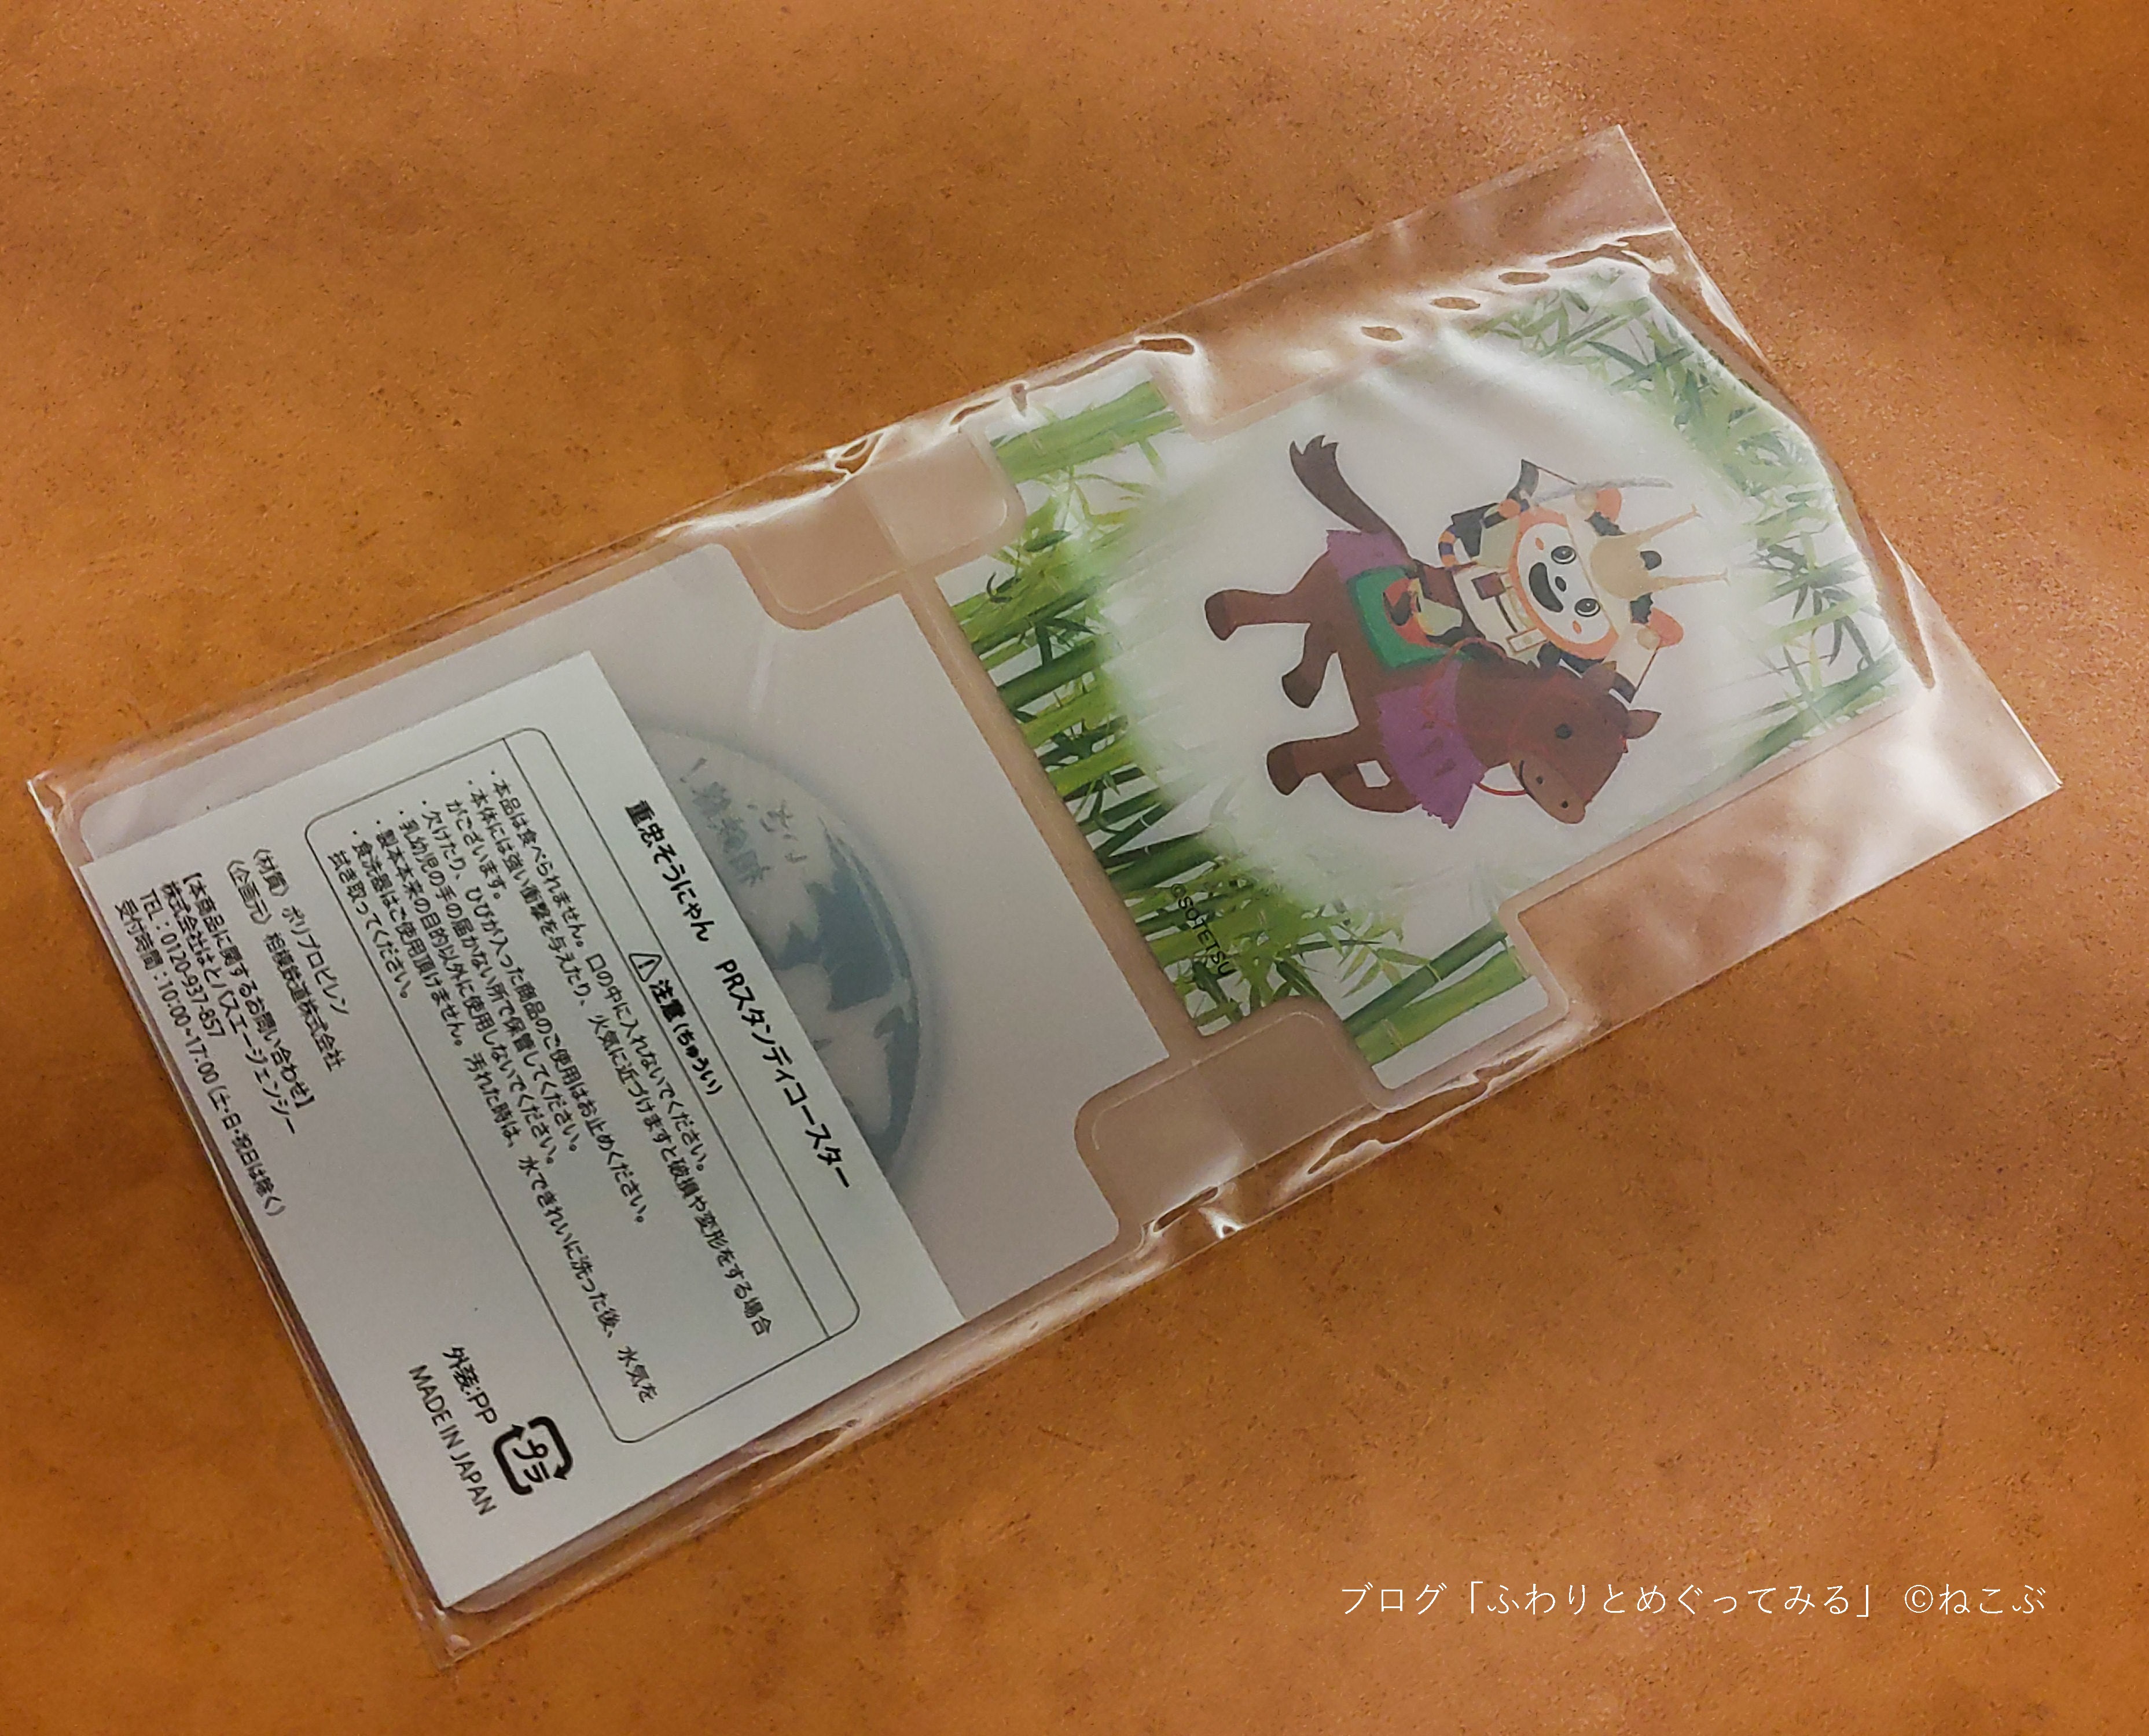 重忠そうにゃん　PRスタンディコースター
注意(ちゅうい)
・本品は食べられません。口の中に入れないでください。
・本体には強い衝撃を与えたり、火気に近づけますと破損や変形をする場合
がございます。
・欠けたり、ひびが入った商品のご使用はお止めください。
・乳幼児の手の届かない所で保管してください。
・製本本来の目的以外に使用しないでください。
・食洗器はご使用頂けません。汚れた時は、水できれいに洗った後、水気を
拭き取ってください。
〈材質〉ポリプロピレン
〈企画元〉相模鉄道株式会社
【本商品に関するお問い合わせ】
株式会社はとバスエージェンシー
TEL：0120-937-857
受付時間：10:00~17:00(土・日・祝日は除く)
プラ
外装:PP
MADE IN JAPAN
©SOTETSU
ブログ「ふわりとめぐってみる」 ©ねこぶ